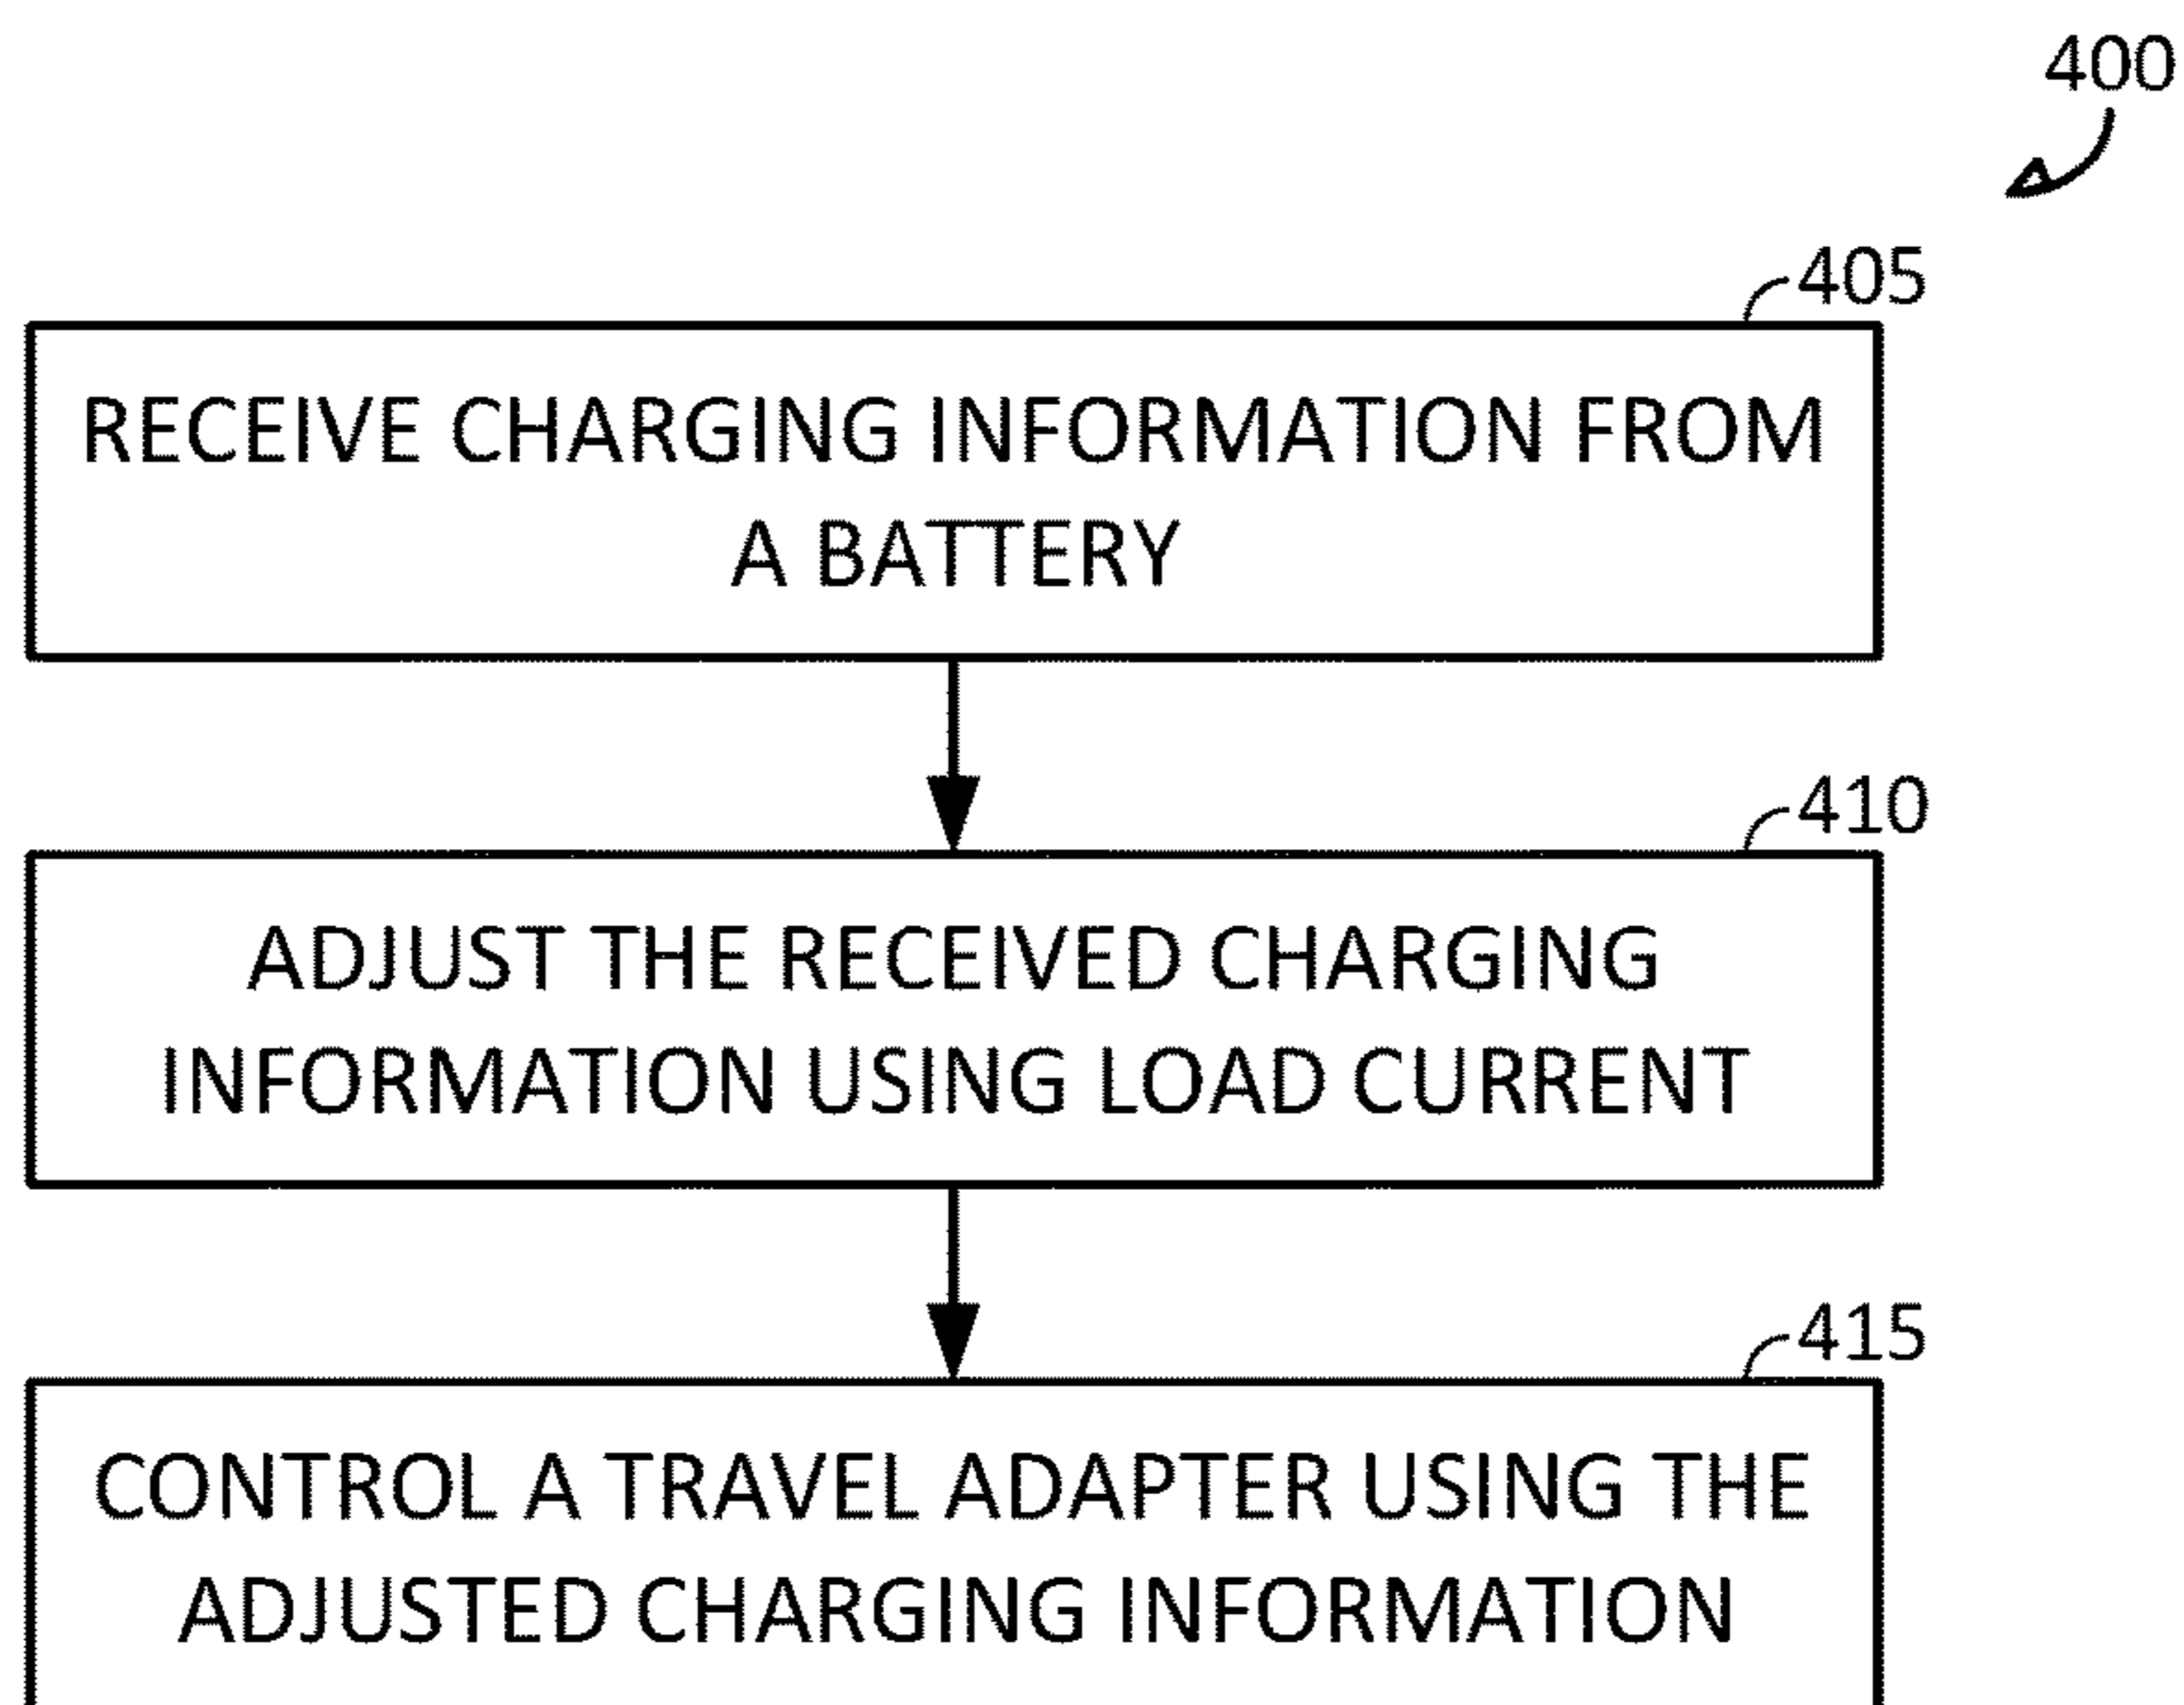 400
405
RECEIVE CHARGING INFORMATION FROM
A BATTERY
410
ADJUST THE RECEIVED CHARGING
INFORMATION USING LOAD CURRENT
415
CONTROL A TRAVEL ADAPTER USING THE
ADJUSTED CHARGING INFORMATION